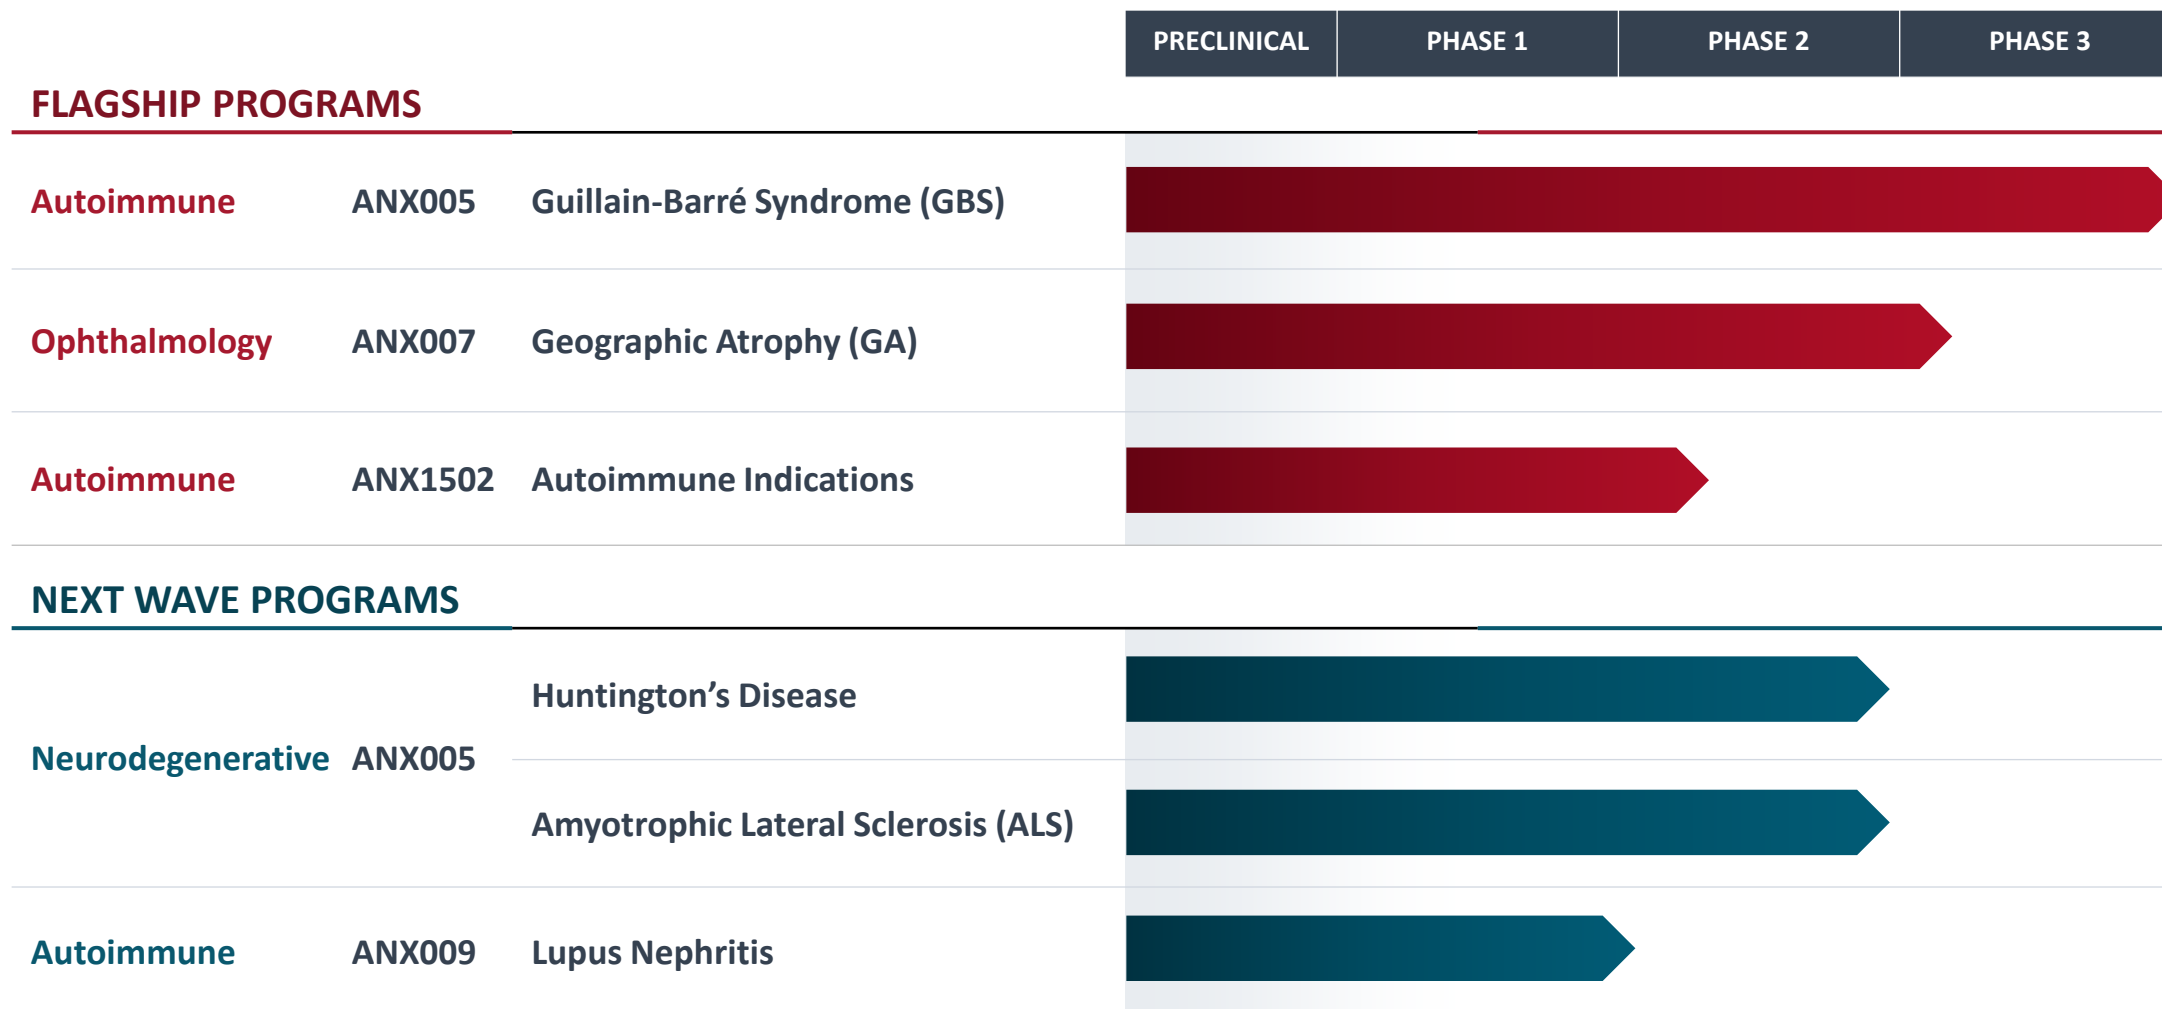 PRECLINICAL PHASE 1 PHASE 2 PHASE 3
FLAGSHIP PROGRAMS
Autoimmune ANX005 Guillain-Barré Syndrome (GBS)
Ophthalmology ANX007 Geographic Atrophy (GA)
Autoimmune ANX1502 Autoimmune Indications
NEXT WAVE PROGRAMS
Huntington’s Disease
Neurodegenerative ANX005
Amyotrophic Lateral Sclerosis (ALS)
Autoimmune ANX009 Lupus Nephritis